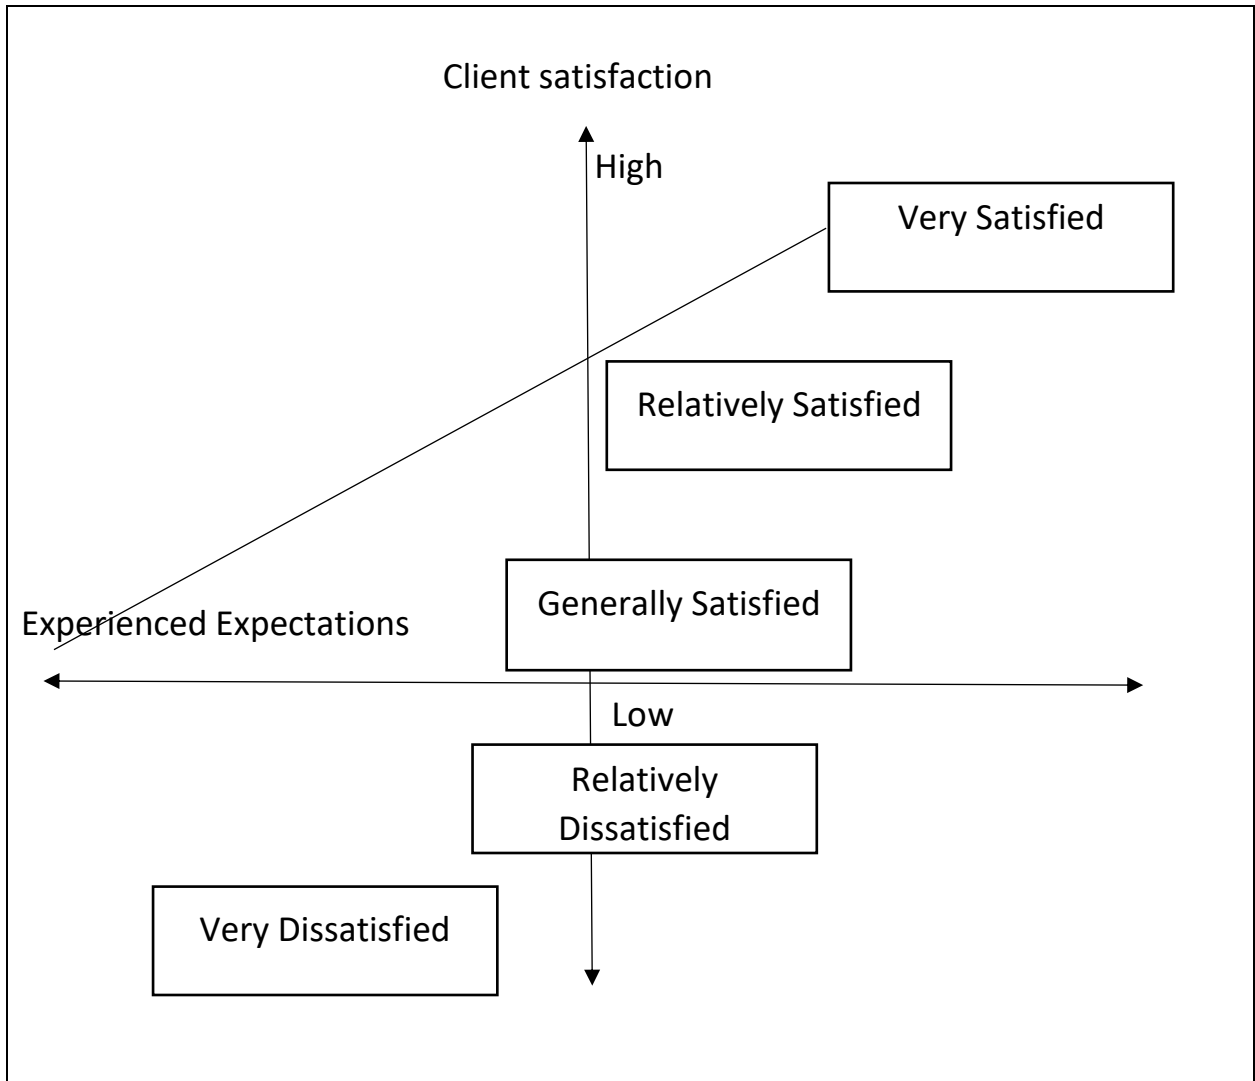 Client satisfaction
High
Very Satisfied
Relatively Satisfied
Generally Satisfied
Experienced Expectations
Low
Relatively
Dissatisfied
Very Dissatisfied